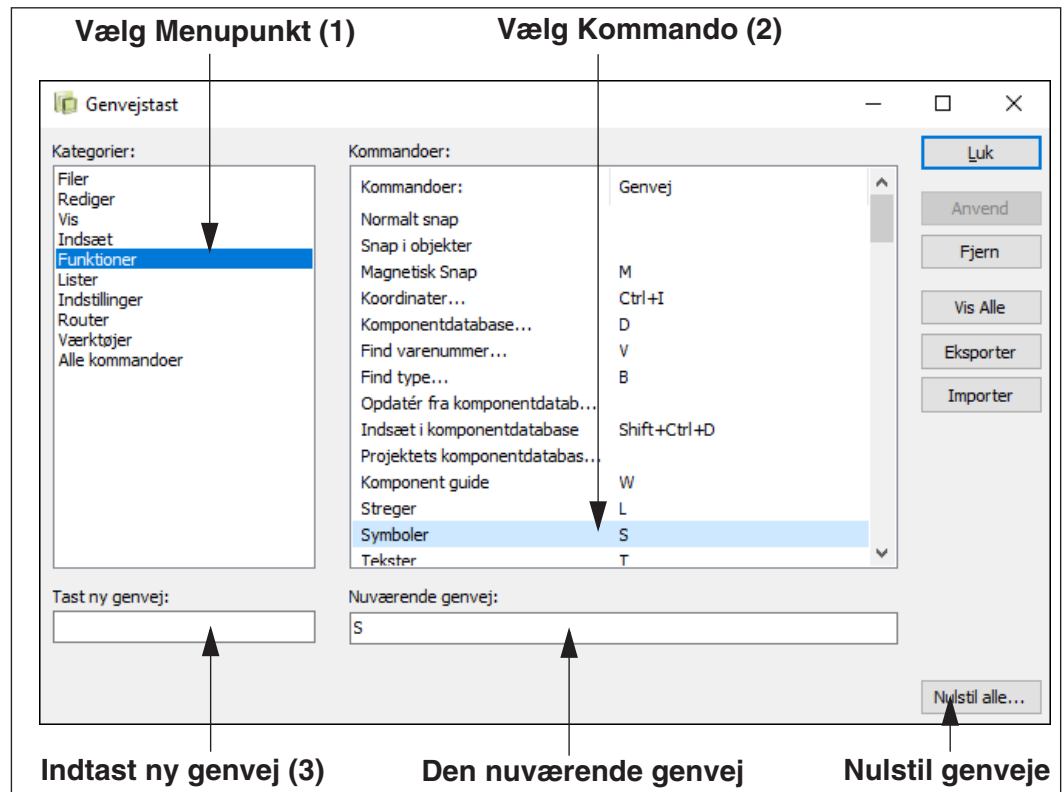 Vælg Menupunkt (1) Vælg Kommando (2)
Genvejstast
Kategorier: Kommandoer: Luk
Filer
Rediger
Vis
Indsæt
Funktioner
Lister
Indstillinger
Router
Værktøjer
Alle kommandoer
Kommandoer: Genvej
Normalt snap
Snap i objekter
Magnetisk Snap M
Koordinater... Ctrl+I
Komponentdatabase... D
Find varenummer... V
Find type... B
Opdatér fra komponentdatab...
Indsæt i komponentdatabase Shift+Ctrl+D
Projektets komponentdatabas...
Komponent guide W
Streger L
Symboler S
Tekster T
Anvend
Fjern
Vis Alle
Eksporter
Importer
Tast ny genvej: Nuværende genvej:
S
Nulstil alle...
Indtast ny genvej (3) Den nuværende genvej Nulstil genveje